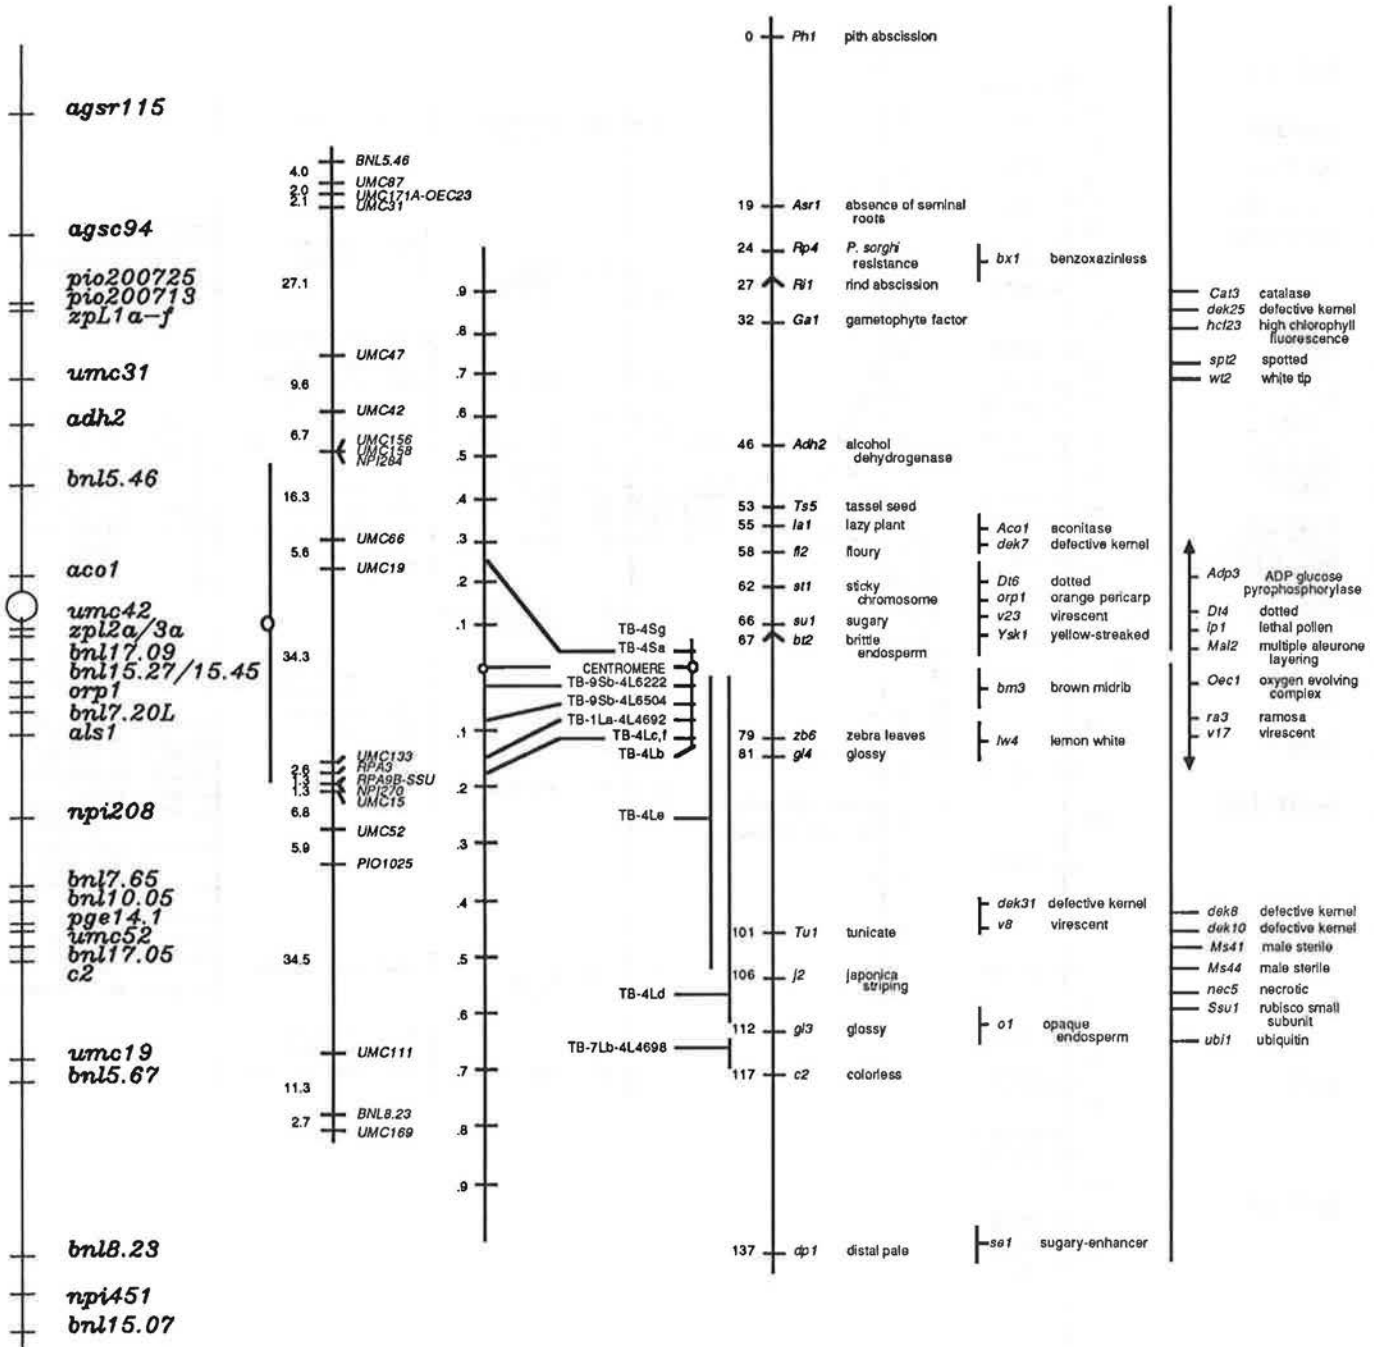 agsr115
agsc94
pio200725
pio200713
zpL1a-f
umc31
adh2
bnl5.46
aco1
umc42
zpl2a/3a
bnl17.09
bnl15.27/15.45
orp1
bnl7.20L
als1
npi208
bnl7.65
bnl10.05
pge14.1
umc52
bnl17.05
c2
umc19
bnl5.67
bnl8.23
npi451
bnl15.07
BNL5.46
4.0
UMC87
2.0
UMC171A-OEC23
2.1
UMC31
27.1
UMC47
9.6
UMC42
6.7
UMC156
UMC158
NPI284
16.3
UMC66
5.6
UMC19
34.3
UMC133
2.6
RPA3
1.3
RPA9B-SSU
1.3
NPI270
UMC15
6.8
UMC52
5.9
PIO1025
34.5
UMC111
11.3
BNL8.23
2.7
UMC169
.9
.8
.7
.6
.5
.4
.3
.2
.1
.1
.2
.3
.4
.5
.6
.7
.8
.9
TB-4Sg
TB-4Sa
CENTROMERE
TB-9Sb-4L6222
TB-9Sb-4L6504
TB-1La-4L4692
TB-4Lc,f
TB-4Lb
TB-4Le
TB-4Ld
TB-7Lb-4L4698
0 Ph1 pith abscission
19 Asr1 absence of seminal
roots
24 Rp4 P. sorghi
resistance
27 Ri1 rind abscission
32 Ga1 gametophyte factor
46 Adh2 alcohol
dehydrogenase
53 Ts5 tassel seed
55 la1 lazy plant
58 fl2 floury
62 st1 sticky
chromosome
66 su1 sugary
67 bt2 brittle
endosperm
79 zb6 zebra leaves
81 gl4 glossy
101 Tu1 tunicate
106 j2 japonica
striping
112 gl3 glossy
117 c2 colorless
137 dp1 distal pale
bx1 benzoxazinless
Aco1 aconitase
dek7 defective kernel
Dt6 dotted
orp1 orange pericarp
v23 virescent
Ysk1 yellow-streaked
bm3 brown midrib
lw4 lemon white
dek31 defective kernel
v8 virescent
o1 opaque
endosperm
se1 sugary-enhancer
Cat3 catalase
dek25 defective kernel
hcf23 high chlorophyll
fluorescence
spt2 spotted
wt2 white tip
Adp3 ADP glucose
pyrophosphorylase
Dt4 dotted
lp1 lethal pollen
Mal2 multiple aleurone
layering
Oec1 oxygen evolving
complex
ra3 ramosa
v17 virescent
dek8 defective kernel
dek10 defective kernel
Ms41 male sterile
Ms44 male sterile
nec5 necrotic
Ssu1 rubisco small
subunit
ubi1 ubiquitin